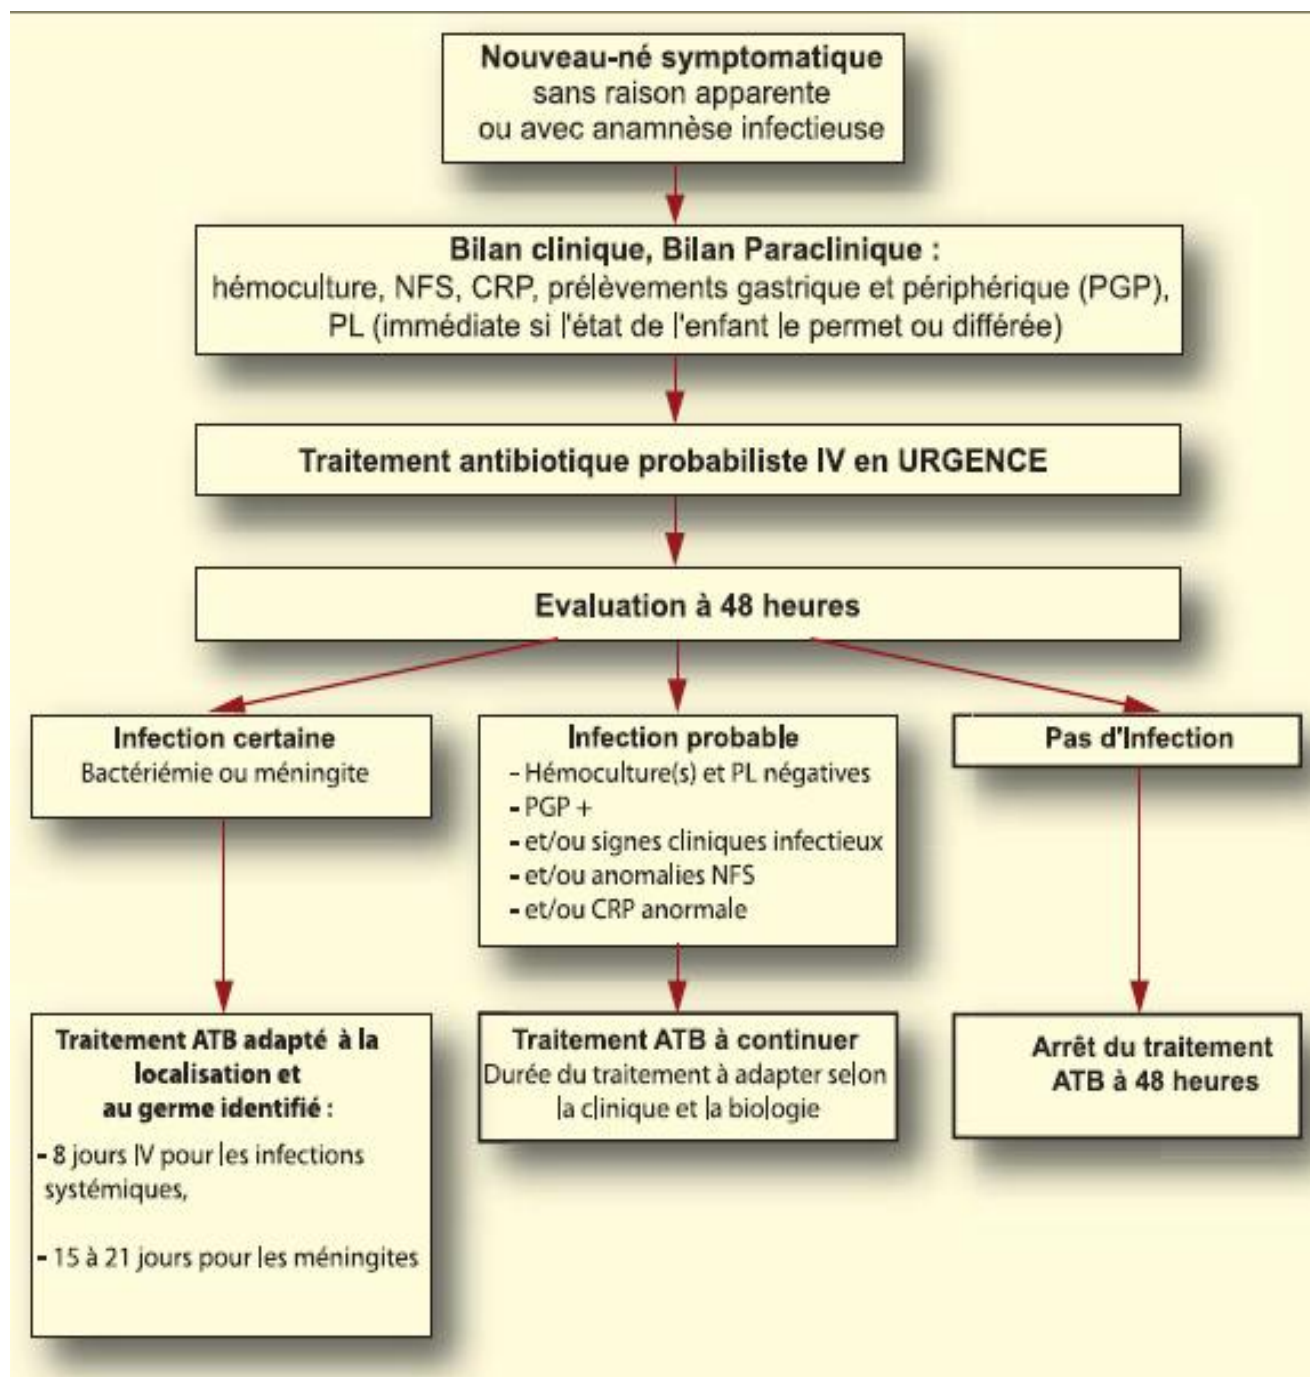 Nouveau-né symptomatique
sans raison apparente
ou avec anamnèse infectieuse
Bilan clinique, Bilan Paraclinique :
hémoculture, NFS, CRP, prélèvements gastrique et périphérique (PGP),
PL (immédiate si l'état de l'enfant le permet ou différée)
Traitement antibiotique probabiliste IV en URGENCE
Evaluation à 48 heures
Infection certaine
Bactériémie ou méningite
Infection probable
- Hémoculture(s) et PL négatives
- PGP +
- et/ou signes cliniques infectieux
- et/ou anomalies NFS
- et/ou CRP anormale
Pas d'Infection
Traitement ATB adapté à la
localisation et
au germe identifié :
- 8 jours IV pour les infections
systémiques,
- 15 à 21 jours pour les méningites
Traitement ATB à continuer
Durée du traitement à adapter selon
la clinique et la biologie
Arrêt du traitement
ATB à 48 heures